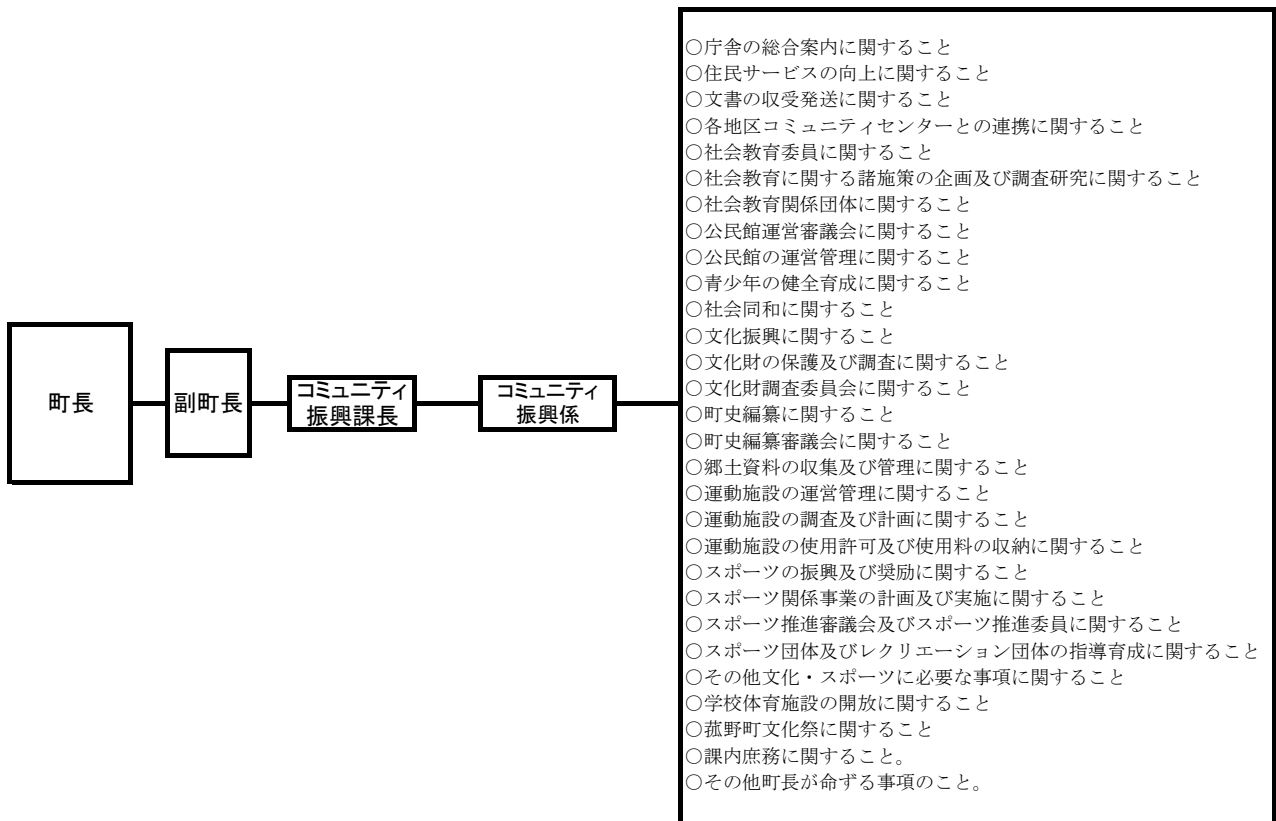 町長
副町長
コミュニティ
振興課長
コミュニティ
振興係
○庁舎の総合案内に関すること
○住民サービスの向上に関すること
○文書の収受発送に関すること
○各地区コミュニティセンターとの連携に関すること
○社会教育委員に関すること
○社会教育に関する諸施策の企画及び調査研究に関すること
○社会教育関係団体に関すること
○公民館運営審議会に関すること
○公民館の運営管理に関すること
○青少年の健全育成に関すること
○社会同和に関すること
○文化振興に関すること
○文化財の保護及び調査に関すること
○文化財調査委員会に関すること
○町史編纂に関すること
○町史編纂審議会に関すること
○郷土資料の収集及び管理に関すること
○運動施設の運営管理に関すること
○運動施設の調査及び計画に関すること
○運動施設の使用許可及び使用料の収納に関すること
○スポーツの振興及び奨励に関すること
○スポーツ関係事業の計画及び実施に関すること
○スポーツ推進審議会及びスポーツ推進委員に関すること
○スポーツ団体及びレクリエーション団体の指導育成に関すること
○その他文化・スポーツに必要な事項に関すること
○学校体育施設の開放に関すること
○菰野町文化祭に関すること
○課内庶務に関すること。
○その他町長が命ずる事項のこと。